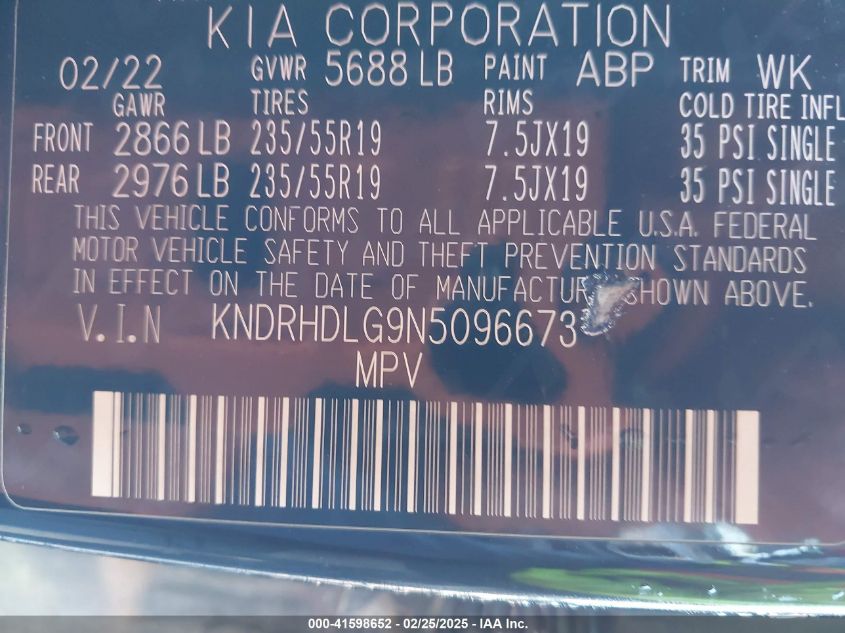 KIA CORPORATION
02/22 GVWR 5688 LB PAINT ABP TRIM WK
GAWR TIRES RIMS COLD TIRE INFL
FRONT 2866 LB 235/55R19 7.5JX19 35 PSI SINGLE
REAR 2976 LB 235/55R19 7.5JX19 35 PSI SINGLE
THIS VEHICLE CONFORMS TO ALL APPLICABLE U.S.A. FEDERAL
MOTOR VEHICLE SAFETY AND THEFT PREVENTION STANDARDS
IN EFFECT ON THE DATE OF MANUFACTUR SHOWN ABOVE.
V.I.N KNDRHDLG9N5096673
MPV
000-41598652 - 02/25/2025 - IAA Inc.